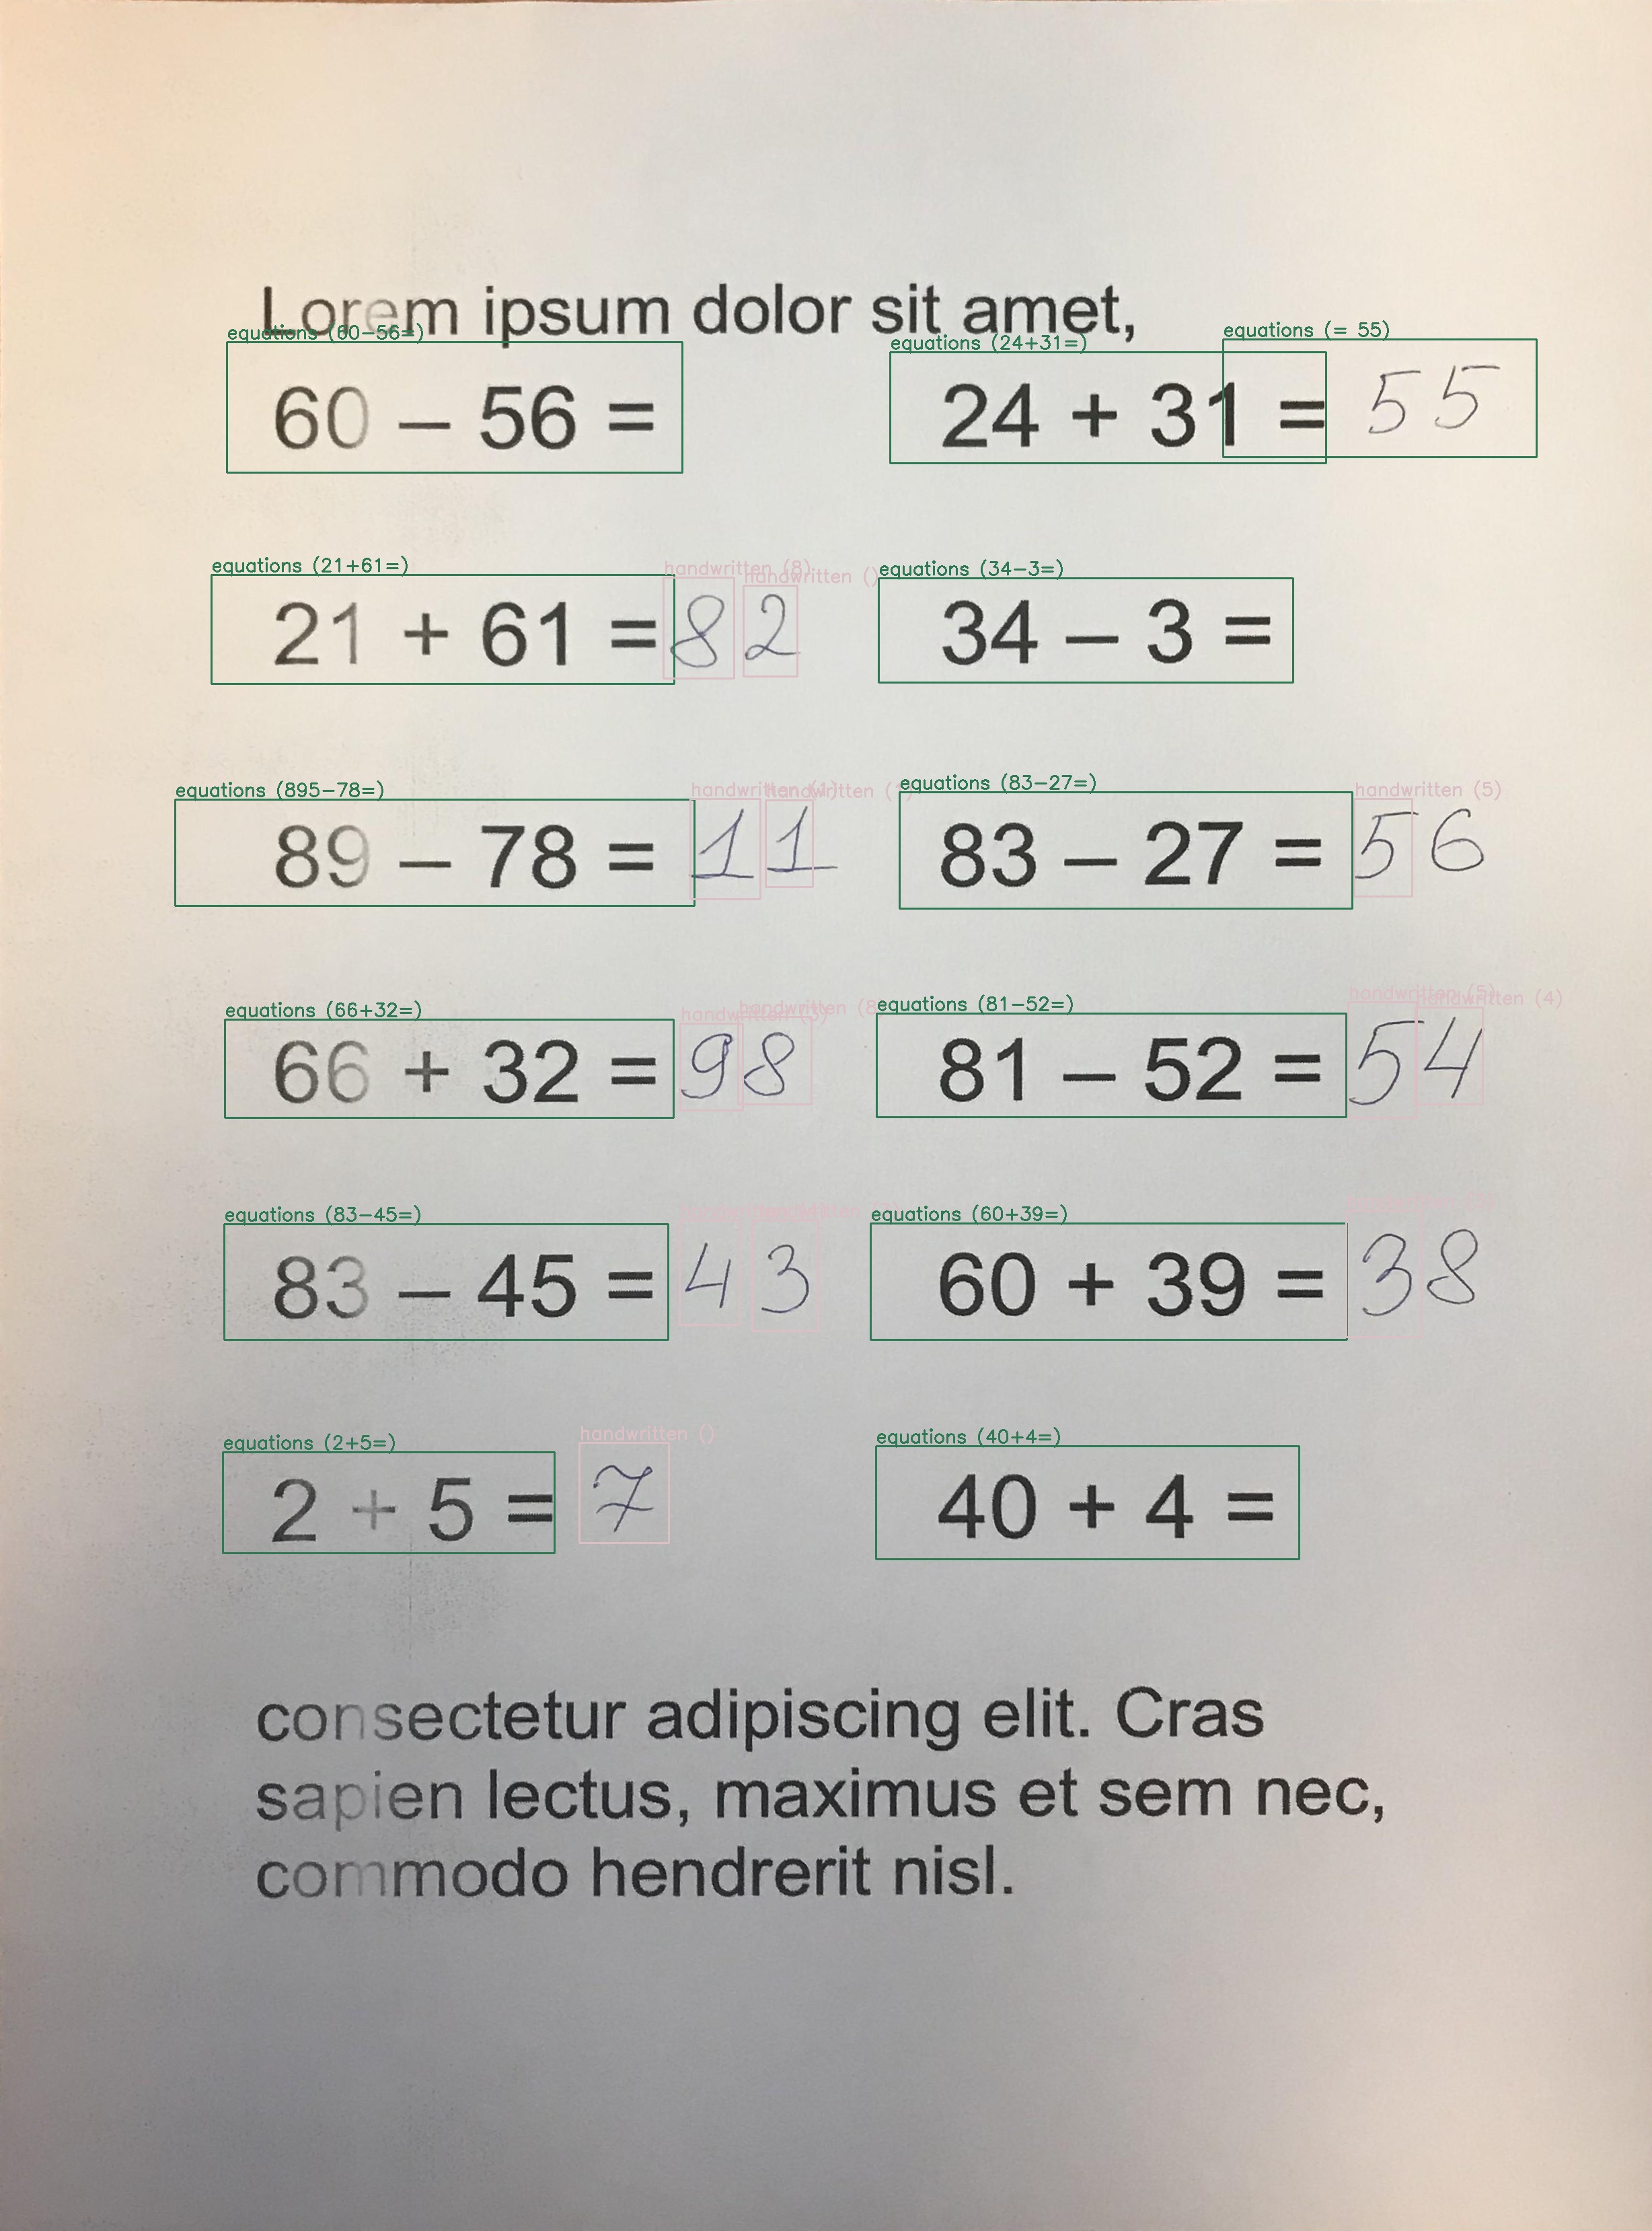 Lorem ipsum dolor sit amet,
equations (60-56=) equations (24+31=) equations (= 55)
60 – 56 = 24 + 31 = 55
equations (21+61=) handwritten (8) handwritten () equations (34-3=)
21 + 61 = 82 34 – 3 =
equations (895-78=) handwritten (1) handwritten ( equations (83-27=) handwritten (5)
89 – 78 = 11 83 – 27 = 56
equations (66+32=) handwritten handwritten (8 equations (81-52=) handwritten (5) handwritten (4)
66 + 32 = 98 81 – 52 = 54
equations (83-45=) equations (60+39=)
83 – 45 = 43 60 + 39 = 38
equations (2+5=) handwritten () equations (40+4=)
2 + 5 = 7 40 + 4 =
consectetur adipiscing elit. Cras
sapien lectus, maximus et sem nec,
commodo hendrerit nisl.